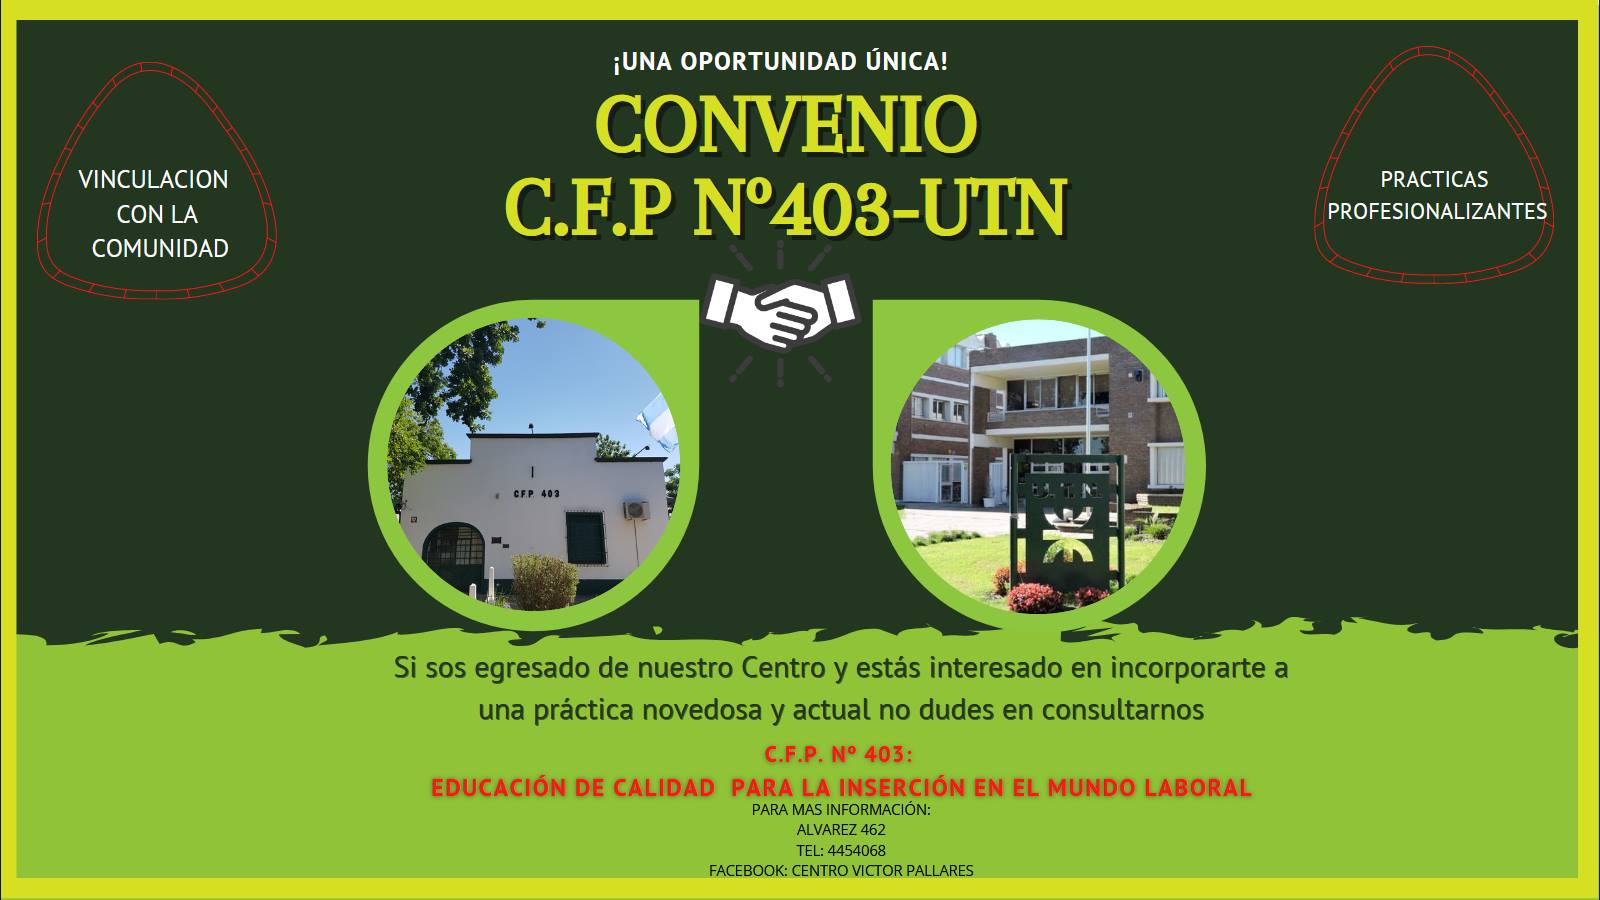 ¡UNA OPORTUNIDAD ÚNICA!
CONVENIO
C.F.P Nº403-UTN
VINCULACION
CON LA
COMUNIDAD
PRACTICAS
PROFESIONALIZANTES
C.F.P 403
U.T.N.
Si sos egresado de nuestro Centro y estás interesado en incorporarte a
una práctica novedosa y actual no dudes en consultarnos
C.F.P. Nº 403:
EDUCACIÓN DE CALIDAD PARA LA INSERCIÓN EN EL MUNDO LABORAL
PARA MAS INFORMACIÓN:
ALVAREZ 462
TEL: 4454068
FACEBOOK: CENTRO VICTOR PALLARES